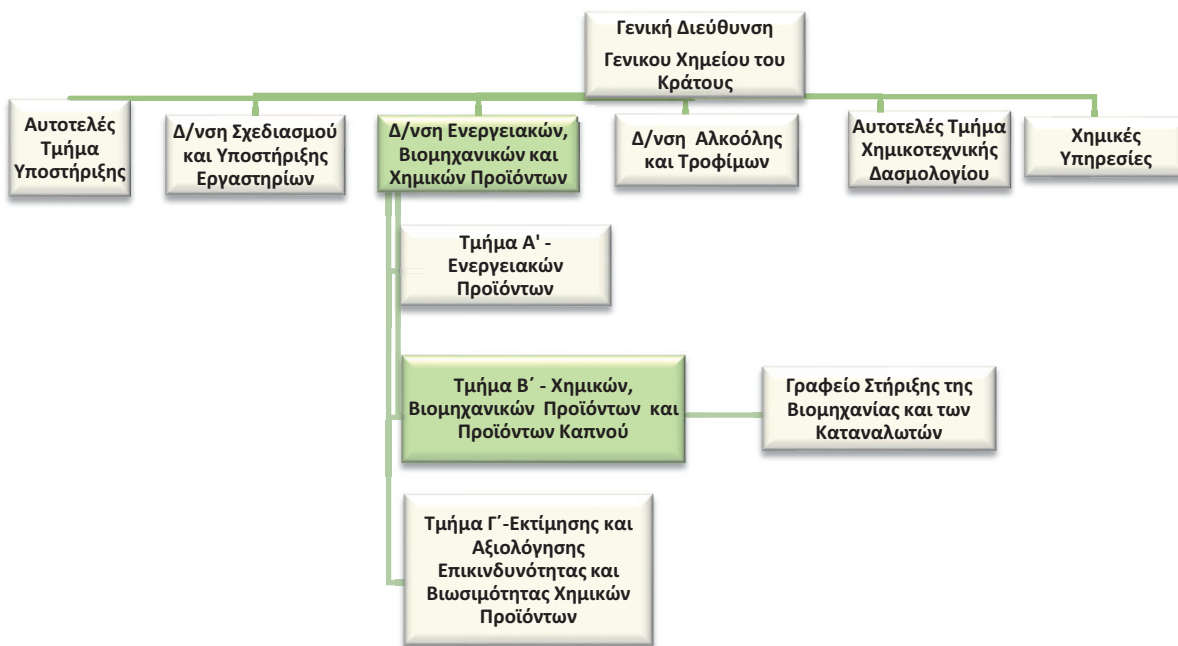 Γενική Διεύθυνση
Γενικου Χημείου του
Κράτους
Αυτοτελές
Τμήμα
Υποστήριξης
Δ/νση Σχεδιασμού
και Υποστήριξης
Εργαστηρίων
Δ/νση Ενεργειακών,
Βιομηχανικών και
Χημικών Προϊόντων
Δ/νση Αλκοόλης
και Τροφίμων
Αυτοτελές Τμήμα
Χημικοτεχνικής
Δασμολογίου
Χημικές
Υπηρεσίες
Τμήμα Α' -
Ενεργειακών
Προϊόντων
Τμήμα Β΄ - Χημικών,
Βιομηχανικών Προϊόντων και
Προϊόντων Καπνού
Γραφείο Στήριξης της
Βιομηχανίας και των
Καταναλωτών
Τμήμα Γ΄-Εκτίμησης και
Αξιολόγησης
Επικινδυνότητας και
Βιωσιμότητας Χημικών
Προϊόντων